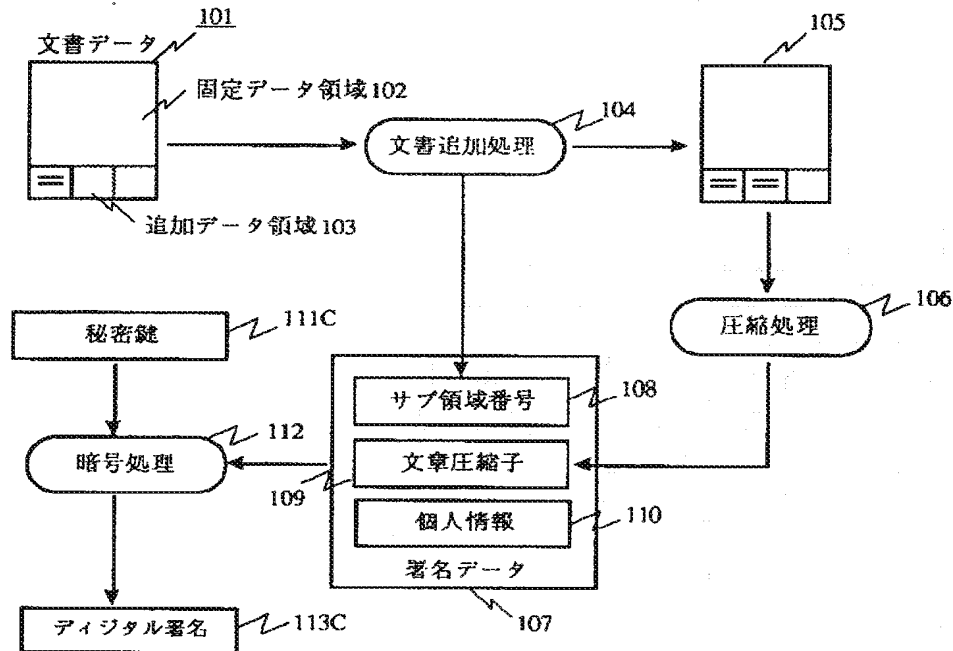 101
文書データ
固定データ領域102
追加データ領域103
文書追加処理
104
105
圧縮処理
106
秘密鍵
111C
暗号処理
112
サブ領域番号
108
文章圧縮子
109
個人情報
110
署名データ
107
ディジタル署名
113C